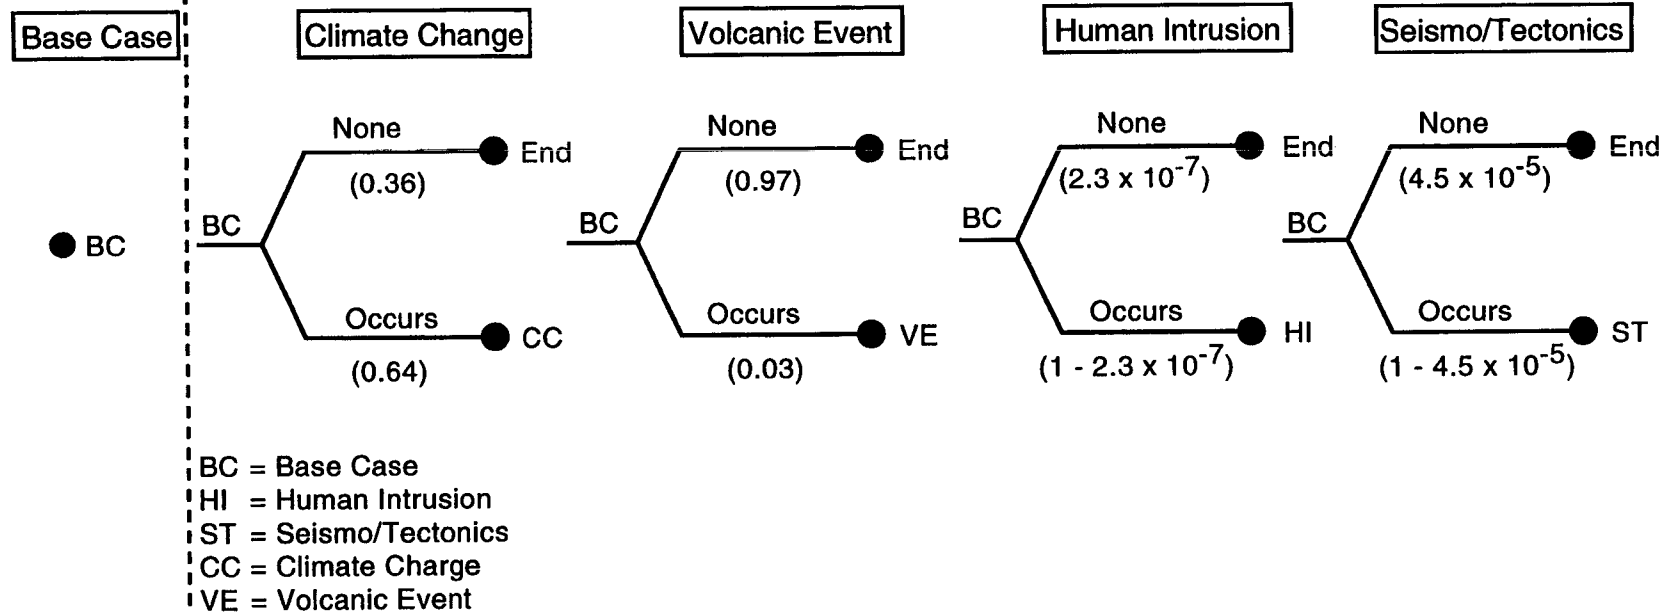 Base Case
Climate Change
Volcanic Event
Human Intrusion
Seismo/Tectonics
None
End
(0.36)
BC
Occurs
CC
(0.64)
None
End
(0.97)
BC
Occurs
VE
(0.03)
None
End
(2.3 x 10-7)
BC
Occurs
HI
(1 - 2.3 x 10-7)
None
End
(4.5 x 10-5)
BC
Occurs
ST
(1 - 4.5 x 10-5)
BC
BC = Base Case
HI = Human Intrusion
ST = Seismo/Tectonics
CC = Climate Charge
VE = Volcanic Event